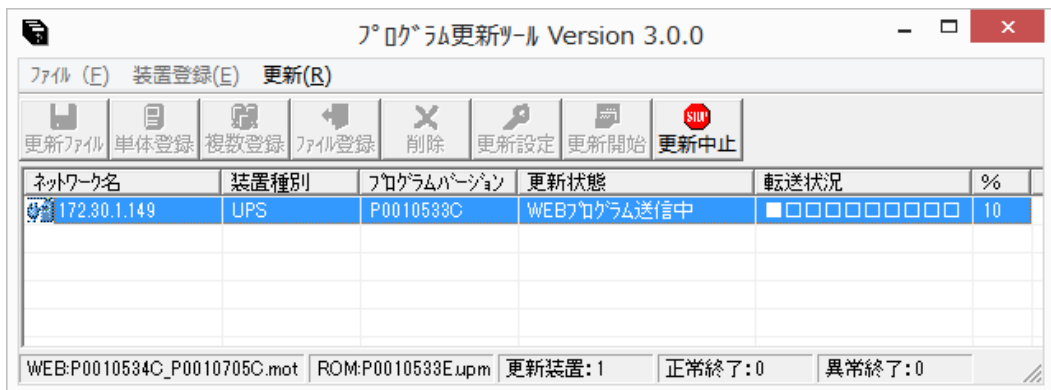 ﾌﾟﾛｸﾞﾗﾑ更新ﾂｰﾙ Version 3.0.0
ﾌｧｲﾙ (F) 装置登録(E) 更新(R)
STOP
更新ﾌｧｲﾙ 単体登録 複数登録 ﾌｧｲﾙ登録 削除 更新設定 更新開始 更新中止
ﾈｯﾄﾜｰｸ名 装置種別 ﾌﾟﾛｸﾞﾗﾑﾊﾞｰｼﾞｮﾝ 更新状態 転送状況 %
172.30.1.149 UPS P0010533C WEBﾌﾟﾛｸﾞﾗﾑ送信中 ■□□□□□□□□□ 10
WEB:P0010534C_P0010705C.mot ROM:P0010533E.upm 更新装置:1 正常終了:0 異常終了:0